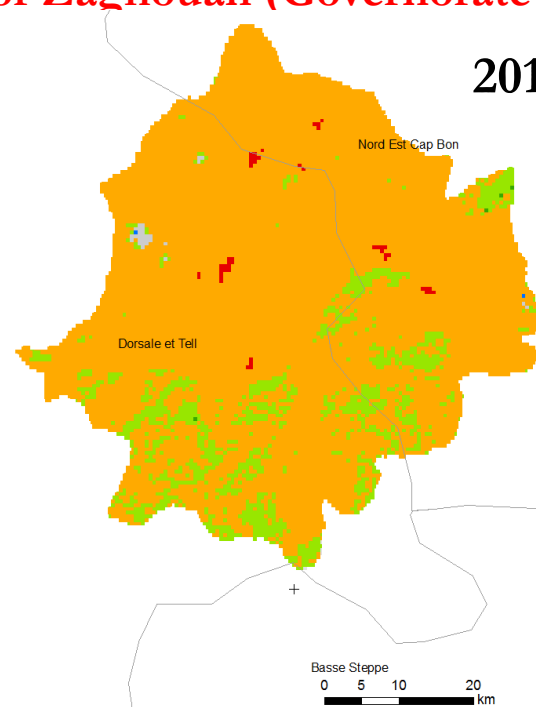 of Zaghouan (Governorate
201
Nord Est Cap Bon
Dorsale et Tell
Basse Steppe
0 5 10 20
km